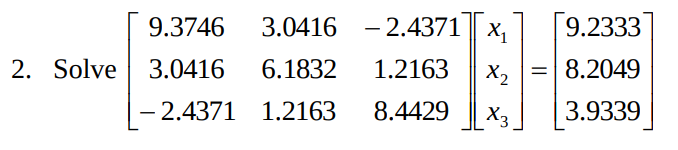 9.3746 3.0416 – 2.4371 x₁ 9.2333
2. Solve 3.0416 6.1832 1.2163 x₂ = 8.2049
– 2.4371 1.2163 8.4429 x₃ 3.9339